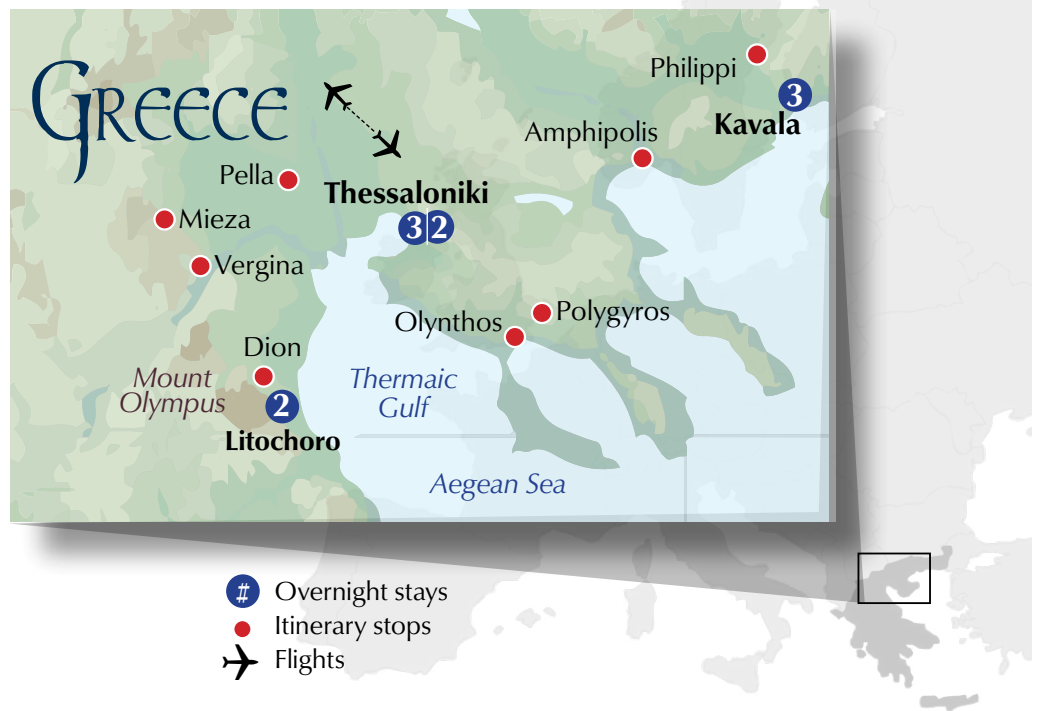 GREECE
Philippi
3
Kavala
Amphipolis
Pella
Thessaloniki
3 2
Mieza
Vergina
Polygyros
Olynthos
Dion
Mount
Olympus
Thermaic
Gulf
2
Litochoro
Aegean Sea
# Overnight stays
Itinerary stops
Flights